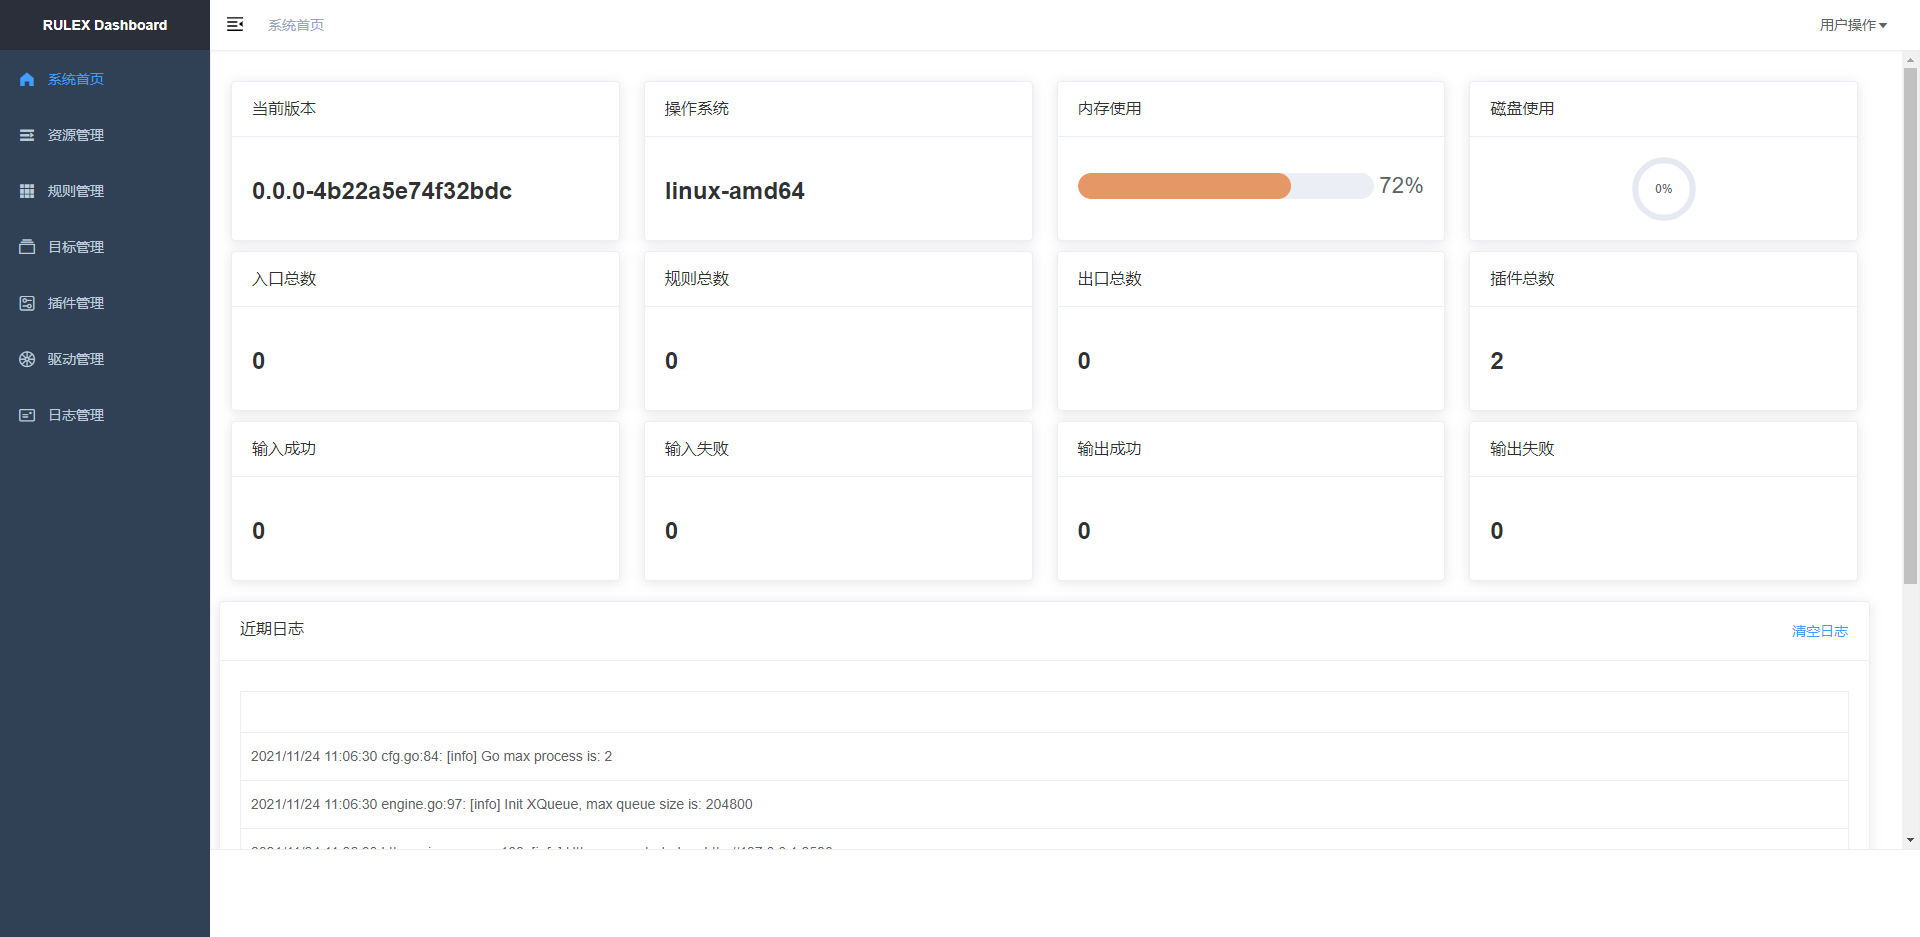 RULEX Dashboard
系统首页
用户操作
系统首页
资源管理
规则管理
目标管理
插件管理
驱动管理
日志管理
当前版本
操作系统
内存使用
磁盘使用
0.0.0-4b22a5e74f32bdc
linux-amd64
72%
0%
入口总数
规则总数
出口总数
插件总数
0
0
0
2
输入成功
输入失败
输出成功
输出失败
0
0
0
0
近期日志
清空日志
2021/11/24 11:06:30 cfg.go:84: [info] Go max process is: 2
2021/11/24 11:06:30 engine.go:97: [info] Init XQueue, max queue size is: 204800